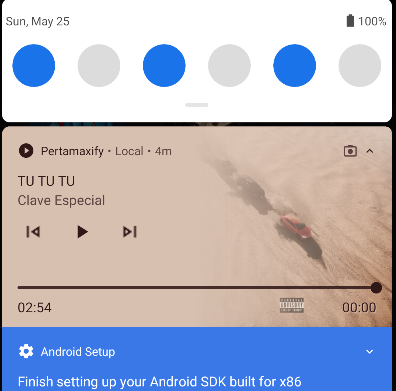 Sun, May 25
100%
Pertamaxify • Local • 4m
TU TU TU
Clave Especial
02:54
00:00
Android Setup
Finish setting up your Android SDK built for x86